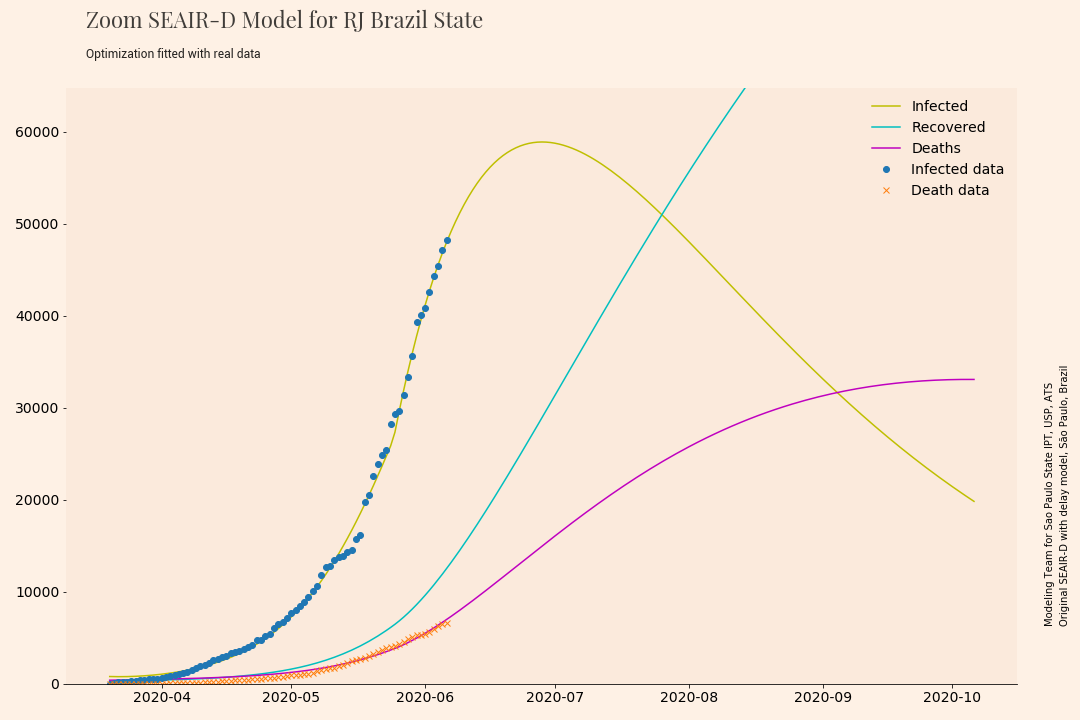 Zoom SEAIR-D Model for RJ Brazil State
Optimization fitted with real data
Infected
Recovered
Deaths
Infected data
Death data
60000
50000
40000
30000
20000
10000
0
2020-04
2020-05
2020-06
2020-07
2020-08
2020-09
2020-10
Modeling Team for Sao Paulo State IPT, USP, ATS
Original SEAIR-D with delay model, São Paulo, Brazil